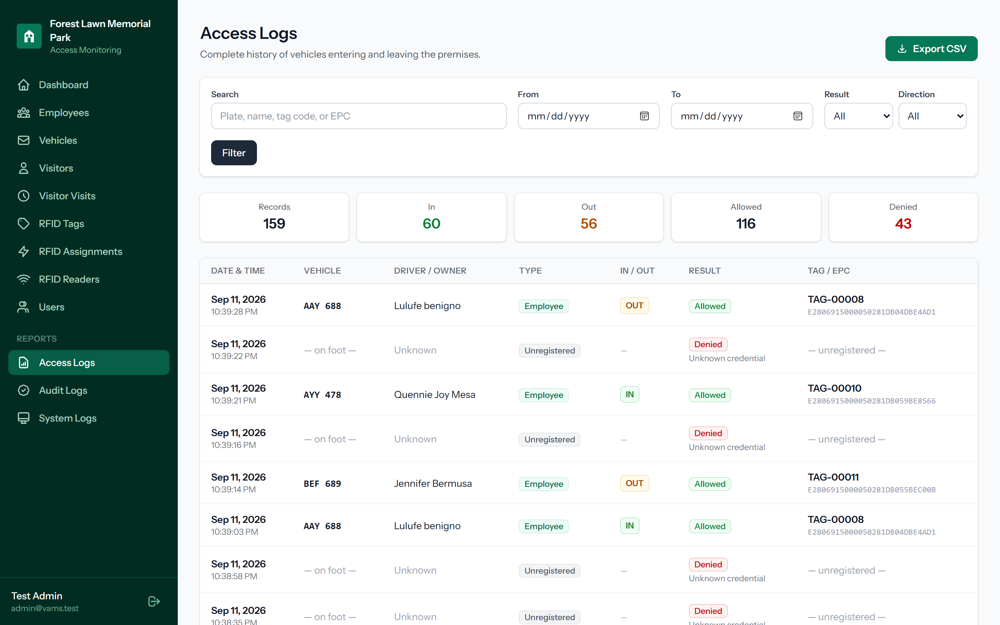 Forest Lawn Memorial
Park
Access Monitoring
Dashboard
Employees
Vehicles
Visitors
Visitor Visits
RFID Tags
RFID Assignments
RFID Readers
Users
REPORTS
Access Logs
Audit Logs
System Logs
Test Admin
admin@vams.test
Access Logs
Complete history of vehicles entering and leaving the premises.
Export CSV
Search From To Result Direction
Plate, name, tag code, or EPC mm/dd/yyyy mm/dd/yyyy All All
Filter
Records In Out Allowed Denied
159 60 56 116 43
DATE & TIME VEHICLE DRIVER / OWNER TYPE IN / OUT RESULT TAG / EPC
Sep 11, 2026 AAY 688 Lulufe benigno Employee OUT Allowed TAG-00008
10:39:28 PM E2806915000050281DB04DBE4AD1
Sep 11, 2026 — on foot — Unknown Unregistered — Denied — unregistered —
10:39:22 PM Unknown credential
Sep 11, 2026 AYY 478 Quennie Joy Mesa Employee IN Allowed TAG-00010
10:39:21 PM E2806915000050281DB059BE8566
Sep 11, 2026 — on foot — Unknown Unregistered — Denied — unregistered —
10:39:16 PM Unknown credential
Sep 11, 2026 BEF 689 Jennifer Bermusa Employee OUT Allowed TAG-00011
10:39:14 PM E2806915000050281DB055BEC00B
Sep 11, 2026 AAY 688 Lulufe benigno Employee IN Allowed TAG-00008
10:39:03 PM E2806915000050281DB04DBE4AD1
Sep 11, 2026 — on foot — Unknown Unregistered — Denied — unregistered —
10:38:58 PM Unknown credential
Sep 11, 2026 — on foot — Unknown Unregistered — Denied — unregistered —
10:38:35 PM Unknown credential